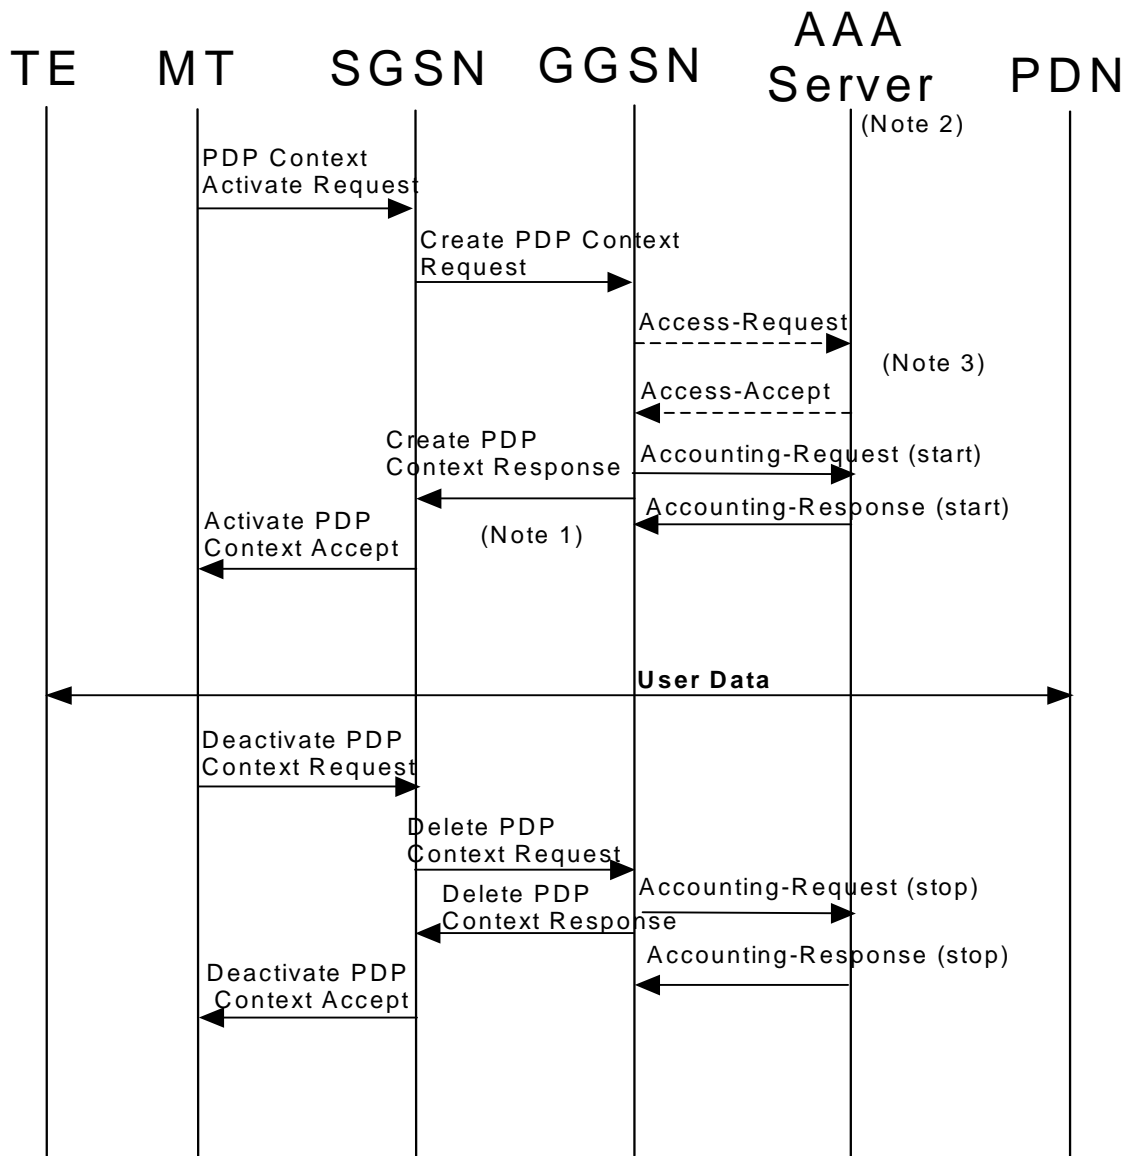 TE
MT
SGSN
GGSN
AAA
Server
PDN
(Note 2)
PDP Context
Activate Request
Create PDP Context
Request
Access-Request
(Note 3)
Access-Accept
Create PDP
Context Response
Accounting-Request (start)
Accounting-Response (start)
Activate PDP
Context Accept
(Note 1)
User Data
Deactivate PDP
Context Request
Delete PDP
Context Request
Delete PDP
Context Response
Accounting-Request (stop)
Accounting-Response (stop)
Deactivate PDP
Context Accept